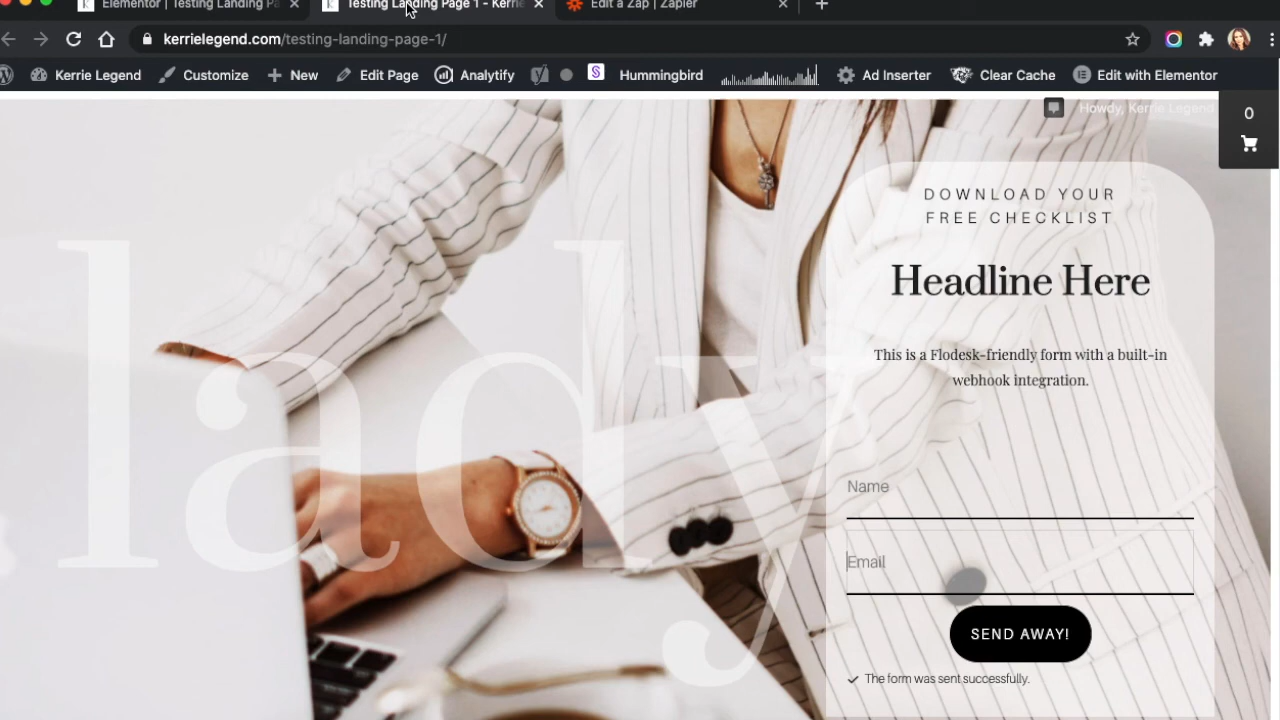 Elementor | Testing Landing Pa
Testing Landing Page 1 - Kerrie
Edit a Zap | Zapier
kerrielegend.com/testing-landing-page-1/
Kerrie Legend
Customize
New
Edit Page
Analytify
Hummingbird
Ad Inserter
Clear Cache
Edit with Elementor
Howdy, Kerrie Legend
0
lady
DOWNLOAD YOUR
FREE CHECKLIST
Headline Here
This is a Flodesk-friendly form with a built-in
webhook integration.
Name
Email
SEND AWAY!
The form was sent successfully.